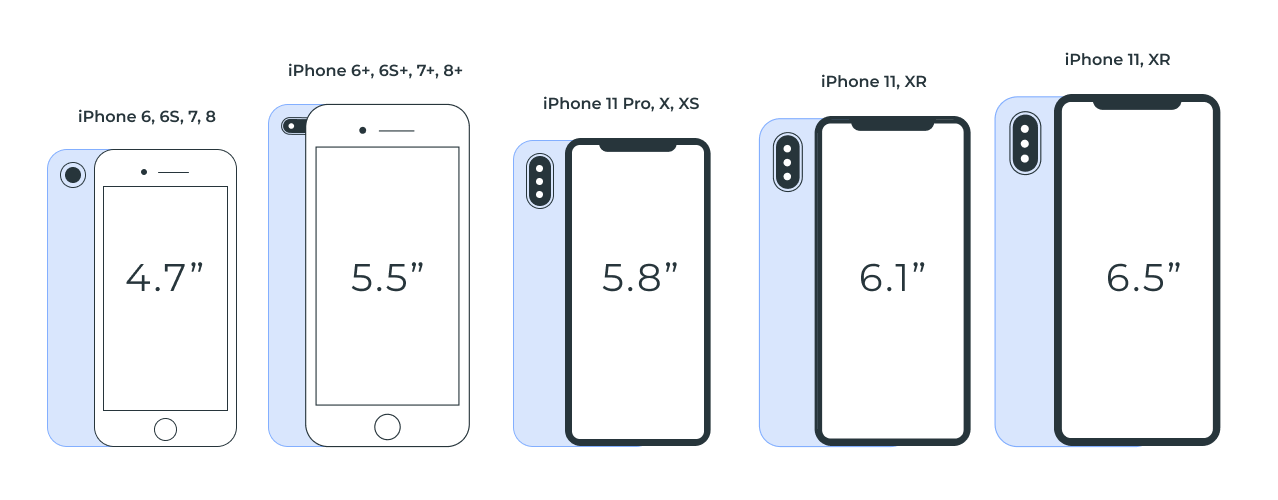 iPhone 6, 6S, 7, 8
4.7”
iPhone 6+, 6S+, 7+, 8+
5.5”
iPhone 11 Pro, X, XS
5.8”
iPhone 11, XR
6.1”
iPhone 11, XR
6.5”